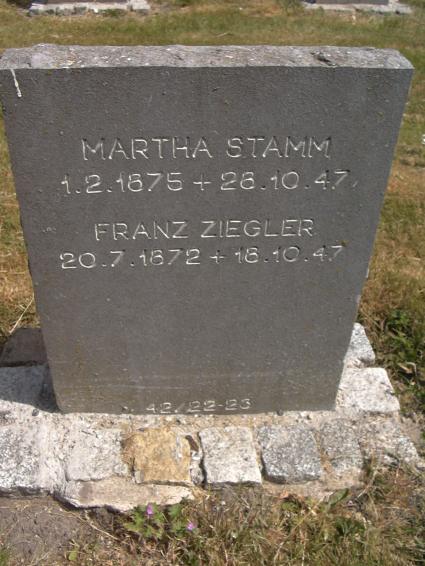 MARTHA STAMM
1.2.1875 + 28.10.47
FRANZ ZIEGLER
20.7.1872 + 18.10.47
42/22-23